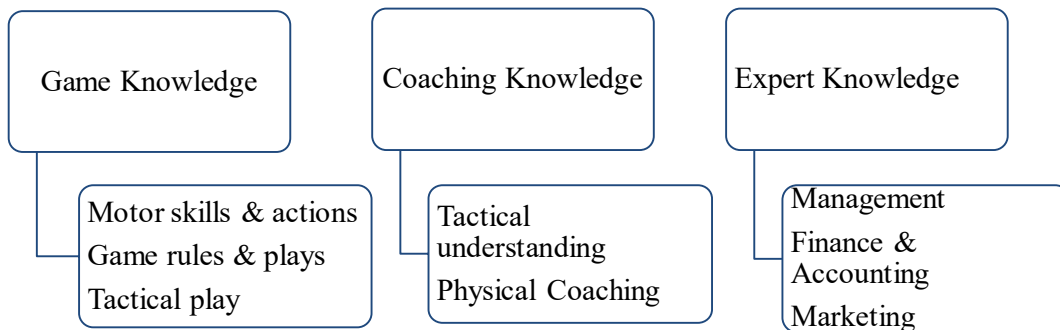 Game Knowledge
Motor skills & actions
Game rules & plays
Tactical play
Coaching Knowledge
Tactical
understanding
Physical Coaching
Expert Knowledge
Management
Finance &
Accounting
Marketing